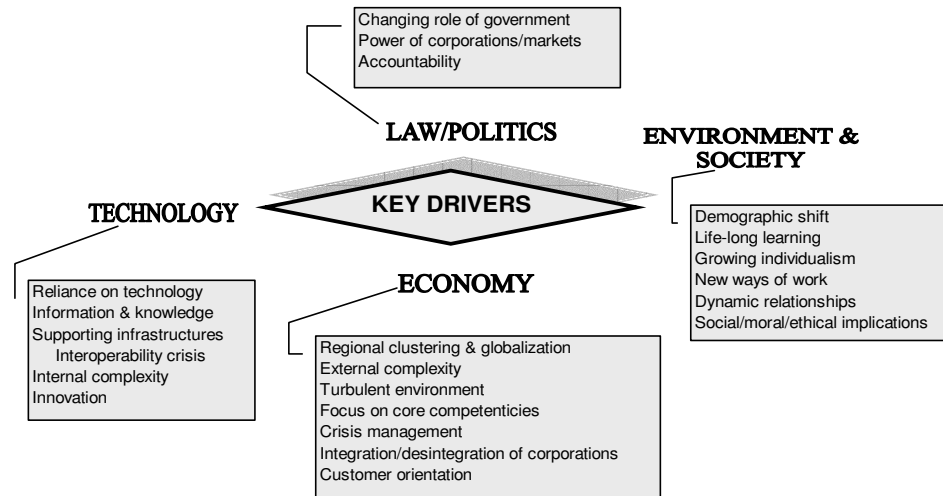 Changing role of government
Power of corporations/markets
Accountability
LAW/POLITICS
ENVIRONMENT &
SOCIETY
KEY DRIVERS
TECHNOLOGY
Demographic shift
Life-long learning
Growing individualism
New ways of work
Dynamic relationships
Social/moral/ethical implications
ECONOMY
Reliance on technology
Information & knowledge
Supporting infrastructures
Interoperability crisis
Internal complexity
Innovation
Regional clustering & globalization
External complexity
Turbulent environment
Focus on core competenticies
Crisis management
Integration/desintegration of corporations
Customer orientation